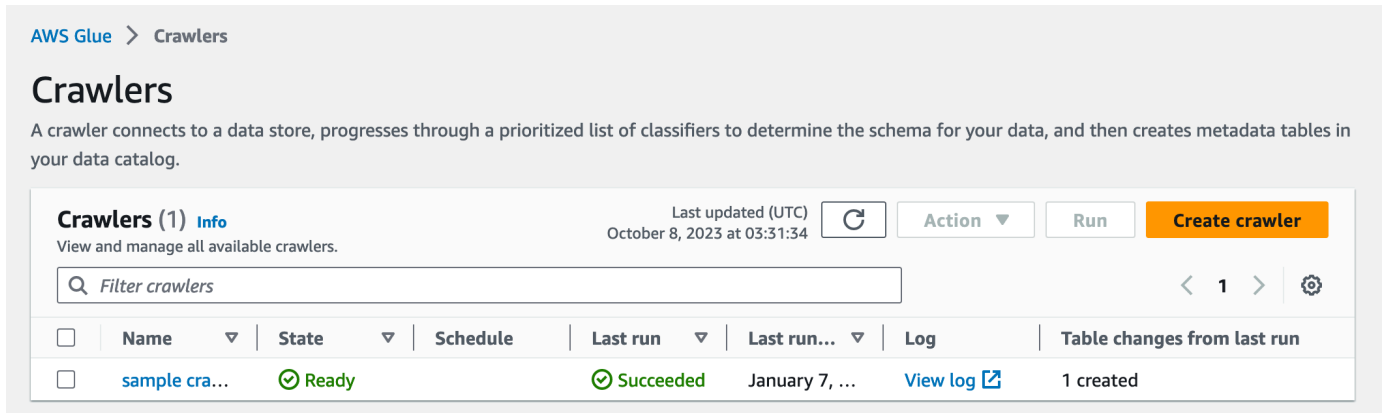 AWS Glue > Crawlers
Crawlers
A crawler connects to a data store, progresses through a prioritized list of classifiers to determine the schema for your data, and then creates metadata tables in
your data catalog.
Crawlers (1) Info
View and manage all available crawlers.
Last updated (UTC)
October 8, 2023 at 03:31:34
Action
Run
Create crawler
Filter crawlers
1
Name State Schedule Last run Last run... Log Table changes from last run
sample cra... Ready Succeeded January 7, ... View log 1 created